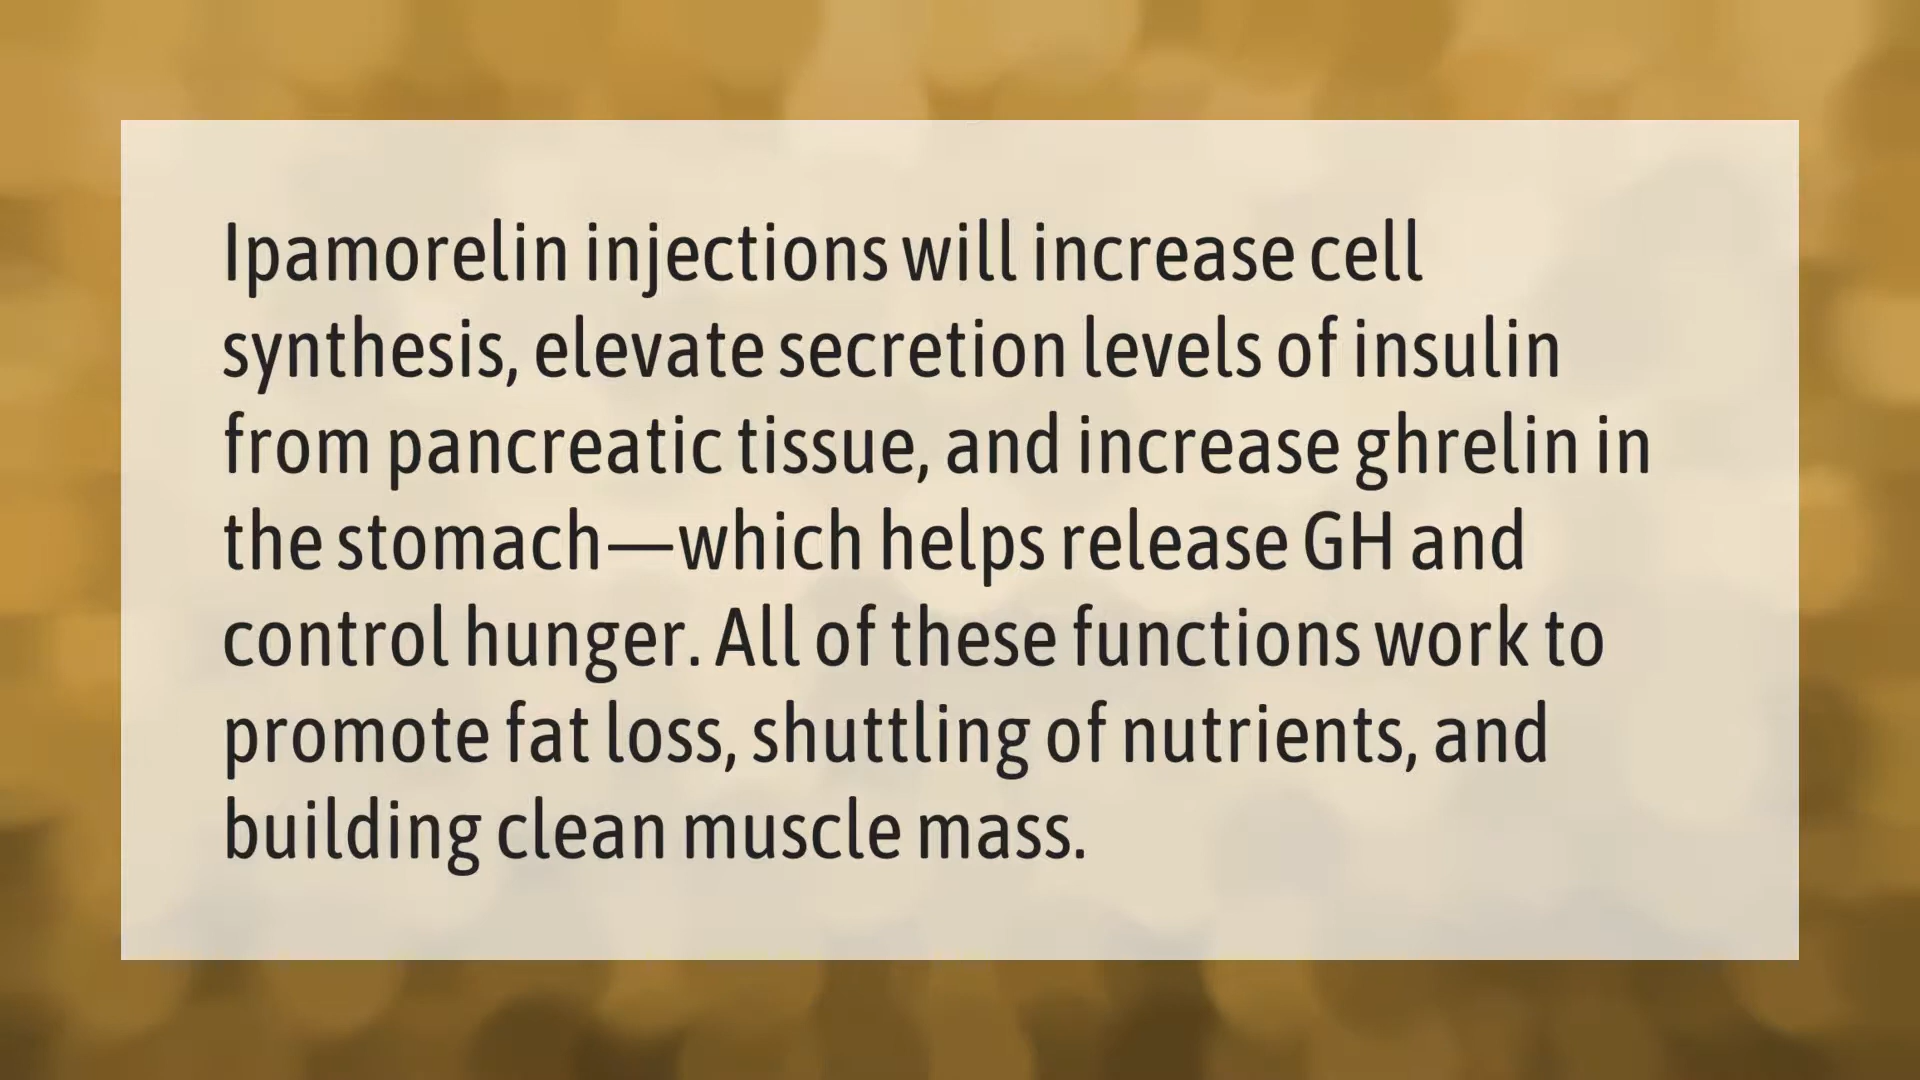 Ipamorelin injections will increase cell
synthesis, elevate secretion levels of insulin
from pancreatic tissue, and increase ghrelin in
the stomach—which helps release GH and
control hunger. All of these functions work to
promote fat loss, shuttling of nutrients, and
building clean muscle mass.